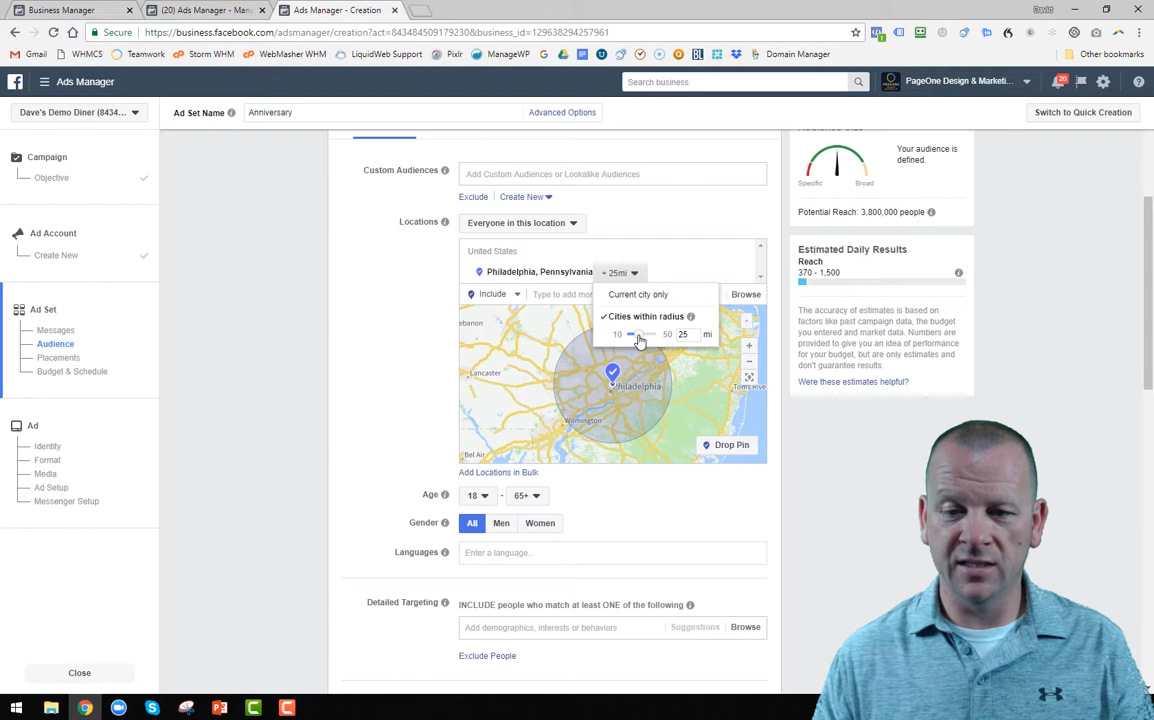 Business Manager
(20) Ads Manager - Mana
Ads Manager - Creation
David
Secure
https://business.facebook.com/adsmanager/creation?act=843484509179230&business_id=129638294257961
Gmail
WHMCS
Teamwork
Storm WHM
WebMaster WHM
LiquidWeb Support
Pixlr
ManageWP
Domain Manager
Other bookmarks
Ads Manager
Search business
PageOne Design & Marketi...
20
Dave's Demo Diner (8434...
Ad Set Name
Anniversary
Advanced Options
Switch to Quick Creation
Campaign
Objective
Ad Account
Create New
Ad Set
Messages
Audience
Placements
Budget & Schedule
Ad
Identity
Format
Media
Ad Setup
Messenger Setup
Close
Custom Audiences
Add Custom Audiences or Lookalike Audiences
Exclude
Create New
Locations
Everyone in this location
United States
Philadelphia, Pennsylvania
+ 25mi
Include
Type to add mor
Browse
Current city only
Cities within radius
10
50
25
mi
Lancaster
Philadelphia
Wilmington
Toms River
Bel Air
Drop Pin
Add Locations in Bulk
Age
18
-
65+
Gender
All
Men
Women
Languages
Enter a language...
Detailed Targeting
INCLUDE people who match at least ONE of the following
Add demographics, interests or behaviors
Suggestions
Browse
Exclude People
Your audience is
defined.
Specific
Broad
Potential Reach: 3,800,000 people
Estimated Daily Results
Reach
370 - 1,500
The accuracy of estimates is based on
factors like past campaign data, the budget
you entered and market data. Numbers are
provided to give you an idea of performance
for your budget, but are only estimates and
don't guarantee results.
Were these estimates helpful?